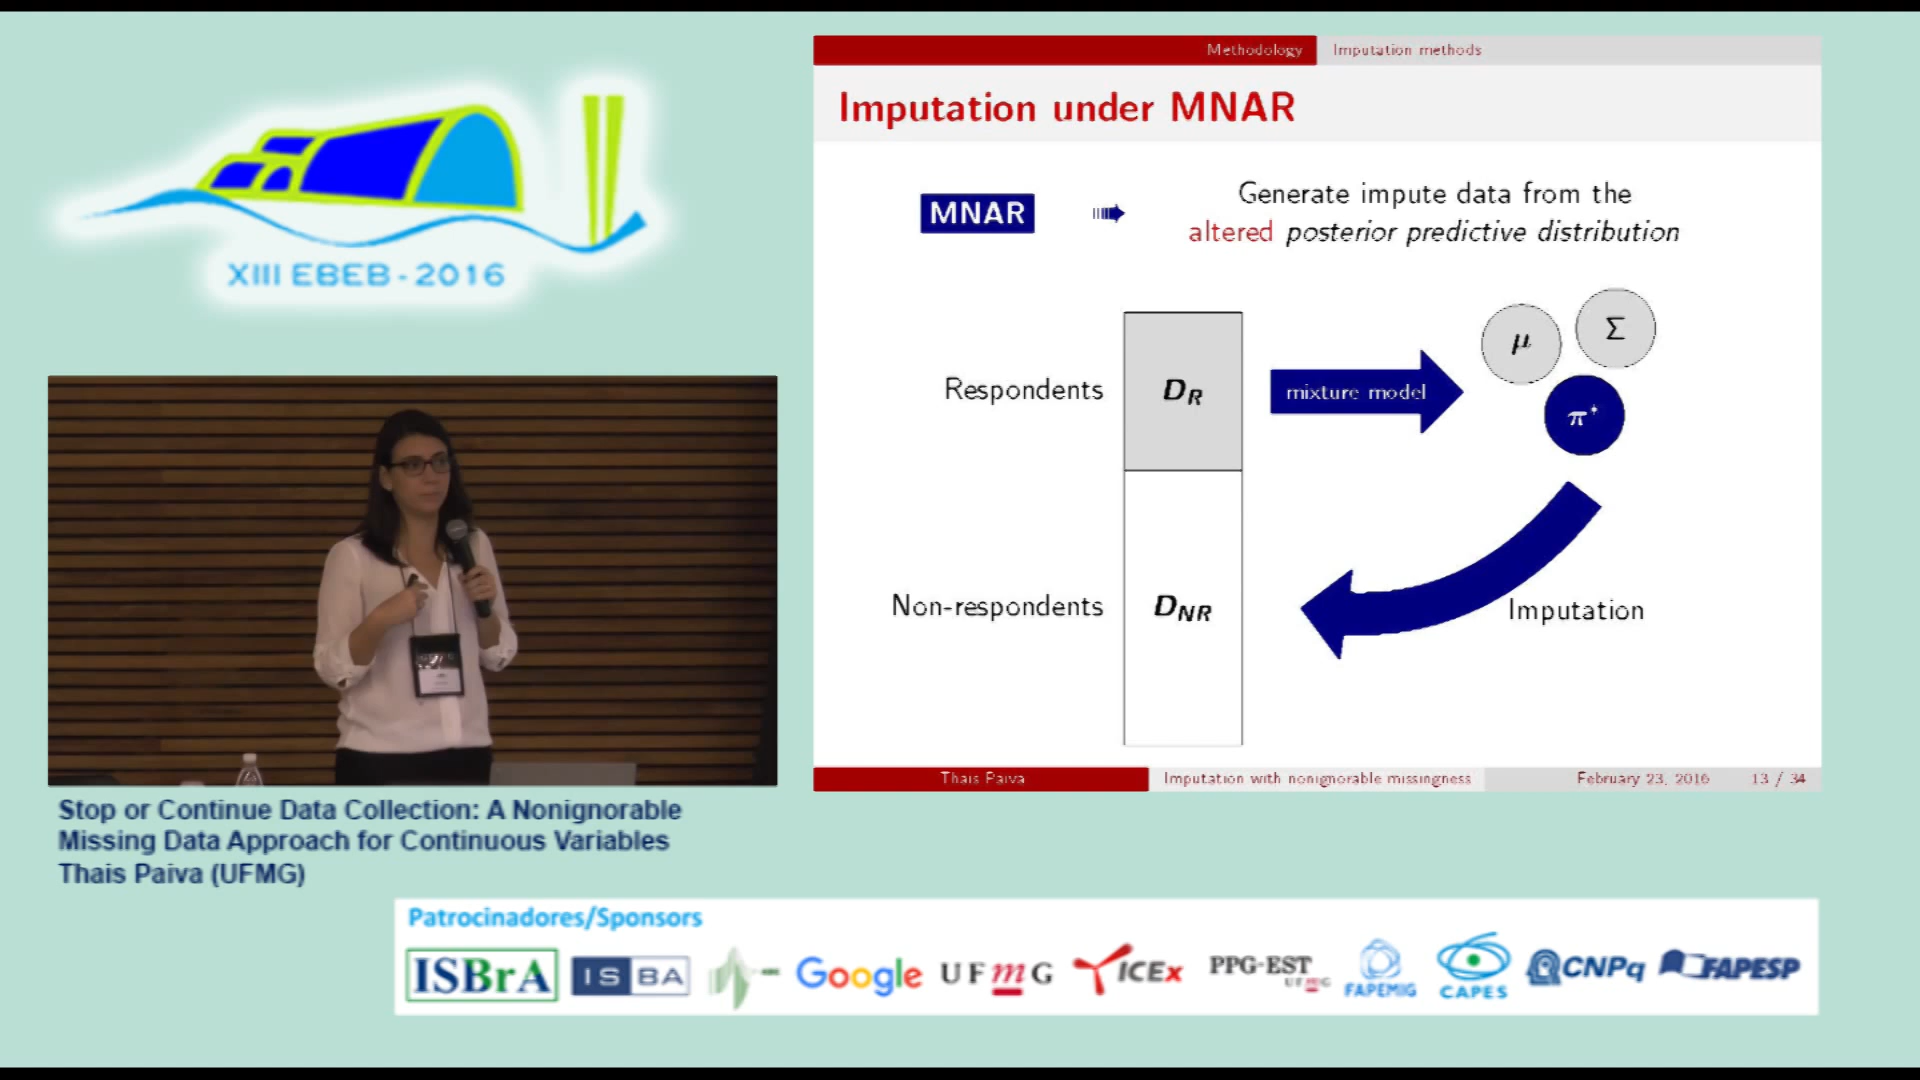 XIII EBEB - 2016
Methodology
Imputation methods
Imputation under MNAR
MNAR
Generate impute data from the
altered posterior predictive distribution
Respondents
D_R
mixture model
μ
Σ
π*
Non-respondents
D_NR
Imputation
Thais Paiva
Imputation with nonignorable missingness
February 23, 2016
13 / 34
Stop or Continue Data Collection: A Nonignorable
Missing Data Approach for Continuous Variables
Thais Paiva (UFMG)
Patrocinadores/Sponsors
ISBrA
ISBA
Google
UFmG
ICEx
PPG-EST
UFmG
FAPEMIG
CAPES
CNPq
FAPESP